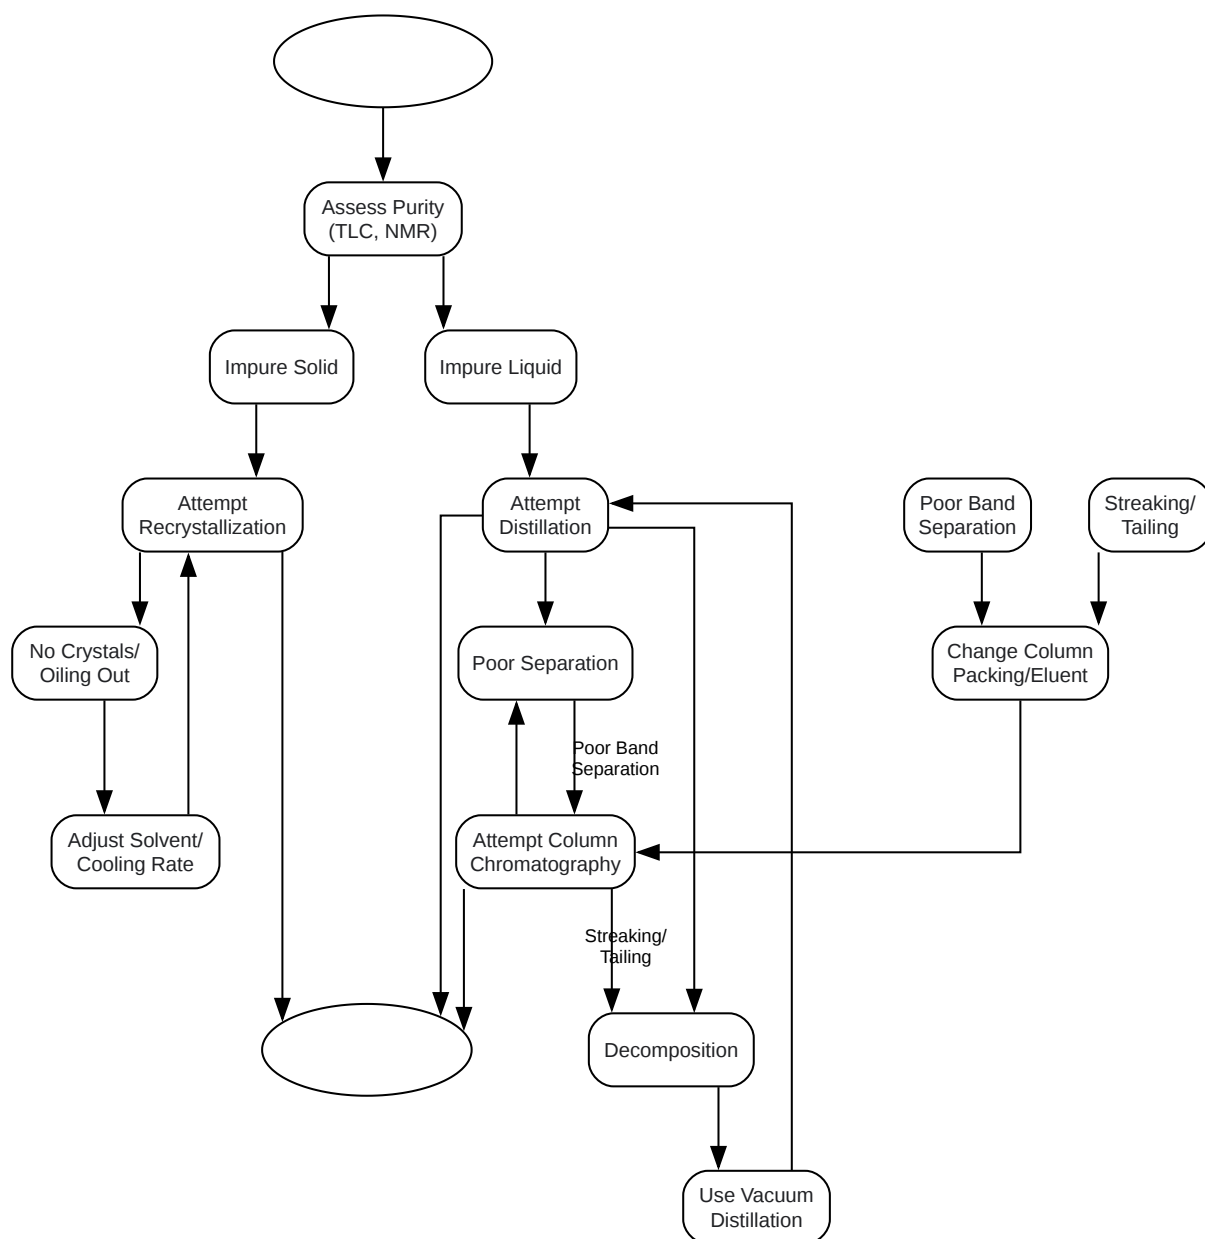 Assess Purity
(TLC, NMR)
Impure Solid
Impure Liquid
Attempt
Recrystallization
Attempt
Distillation
Poor Band
Separation
Streaking/
Tailing
No Crystals/
Oiling Out
Poor Separation
Change Column
Packing/Eluent
Poor Band
Separation
Adjust Solvent/
Cooling Rate
Attempt Column
Chromatography
Streaking/
Tailing
Decomposition
Use Vacuum
Distillation